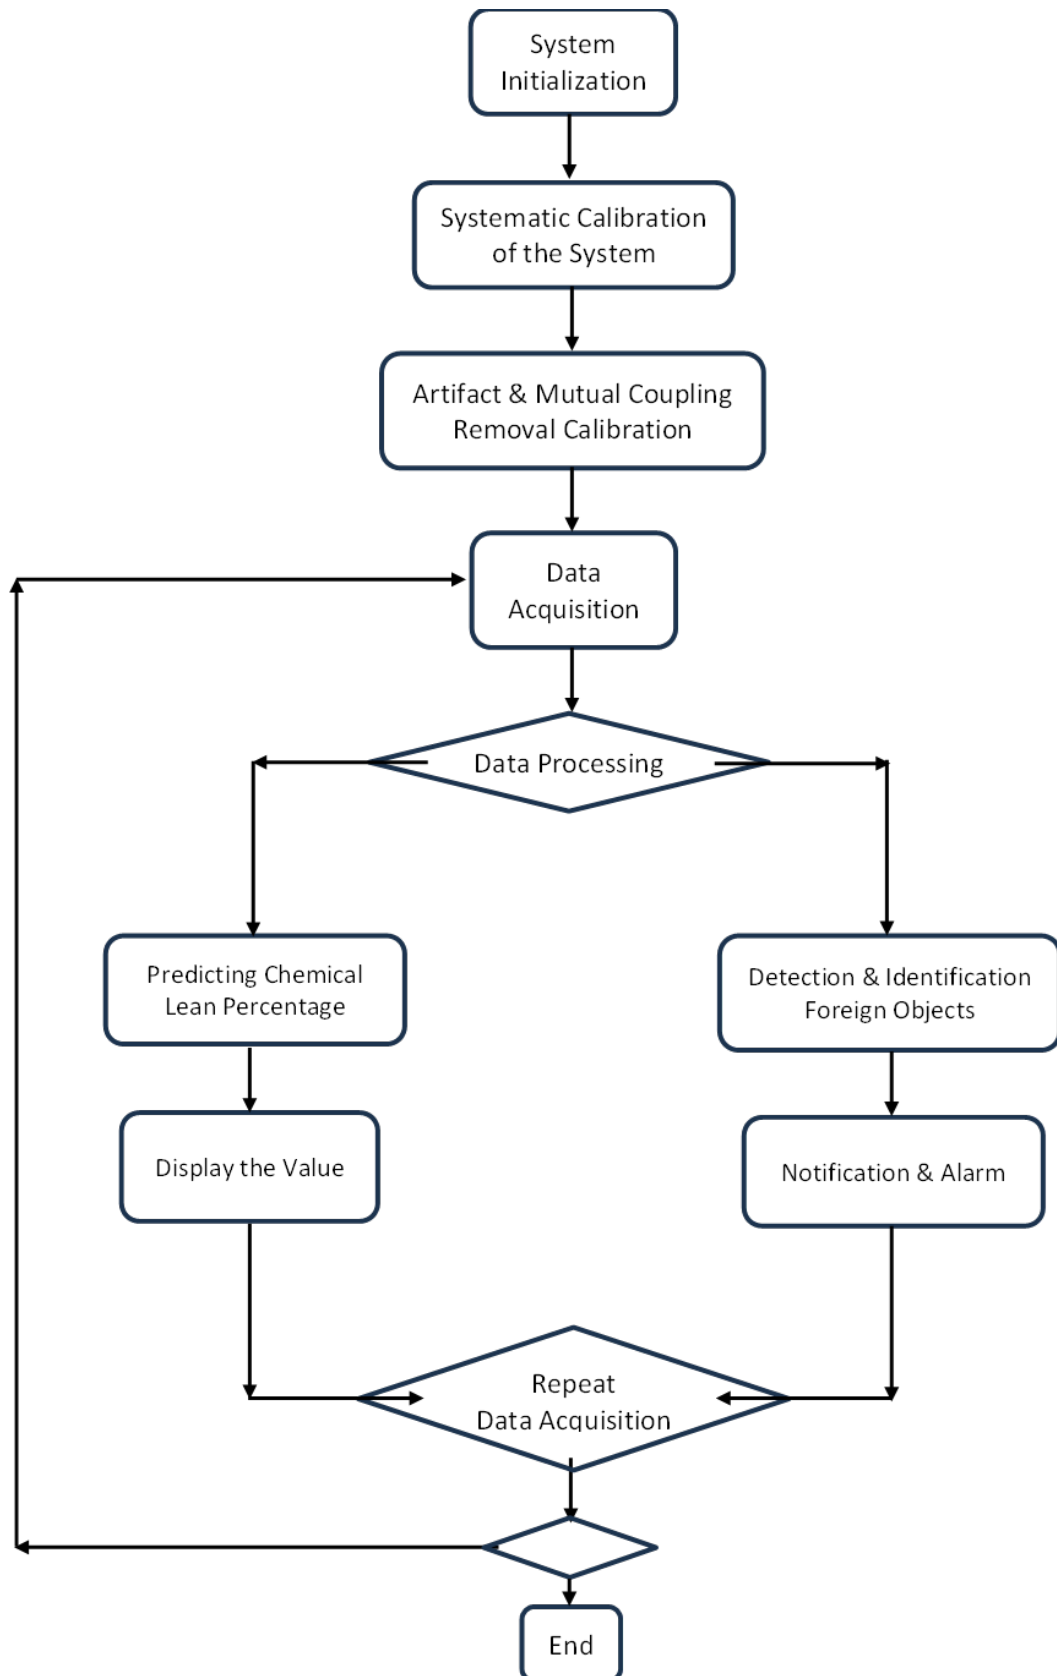 System
Initialization
Systematic Calibration
of the System
Artifact & Mutual Coupling
Removal Calibration
Data
Acquisition
Data Processing
Predicting Chemical
Lean Percentage
Detection & Identification
Foreign Objects
Display the Value
Notification & Alarm
Repeat
Data Acquisition
End